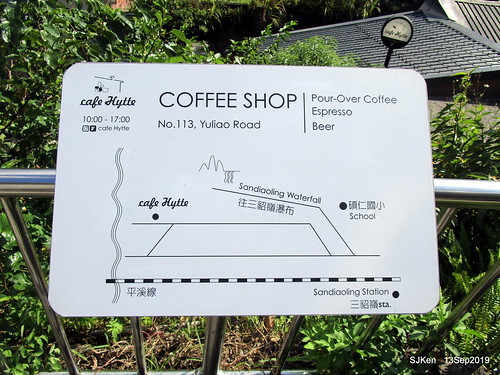 cafe Hytte
cafe Hytte
10:00 - 17:00
cafe Hytte
COFFEE SHOP
No.113, Yuliao Road
Pour-Over Coffee
Espresso
Beer
Sandiaoling Waterfall
往三貂嶺瀑布
cafe Hytte
碩仁國小
School
平溪線
Sandiaoling Station
三貂嶺sta.
SJKen 13Sep2019